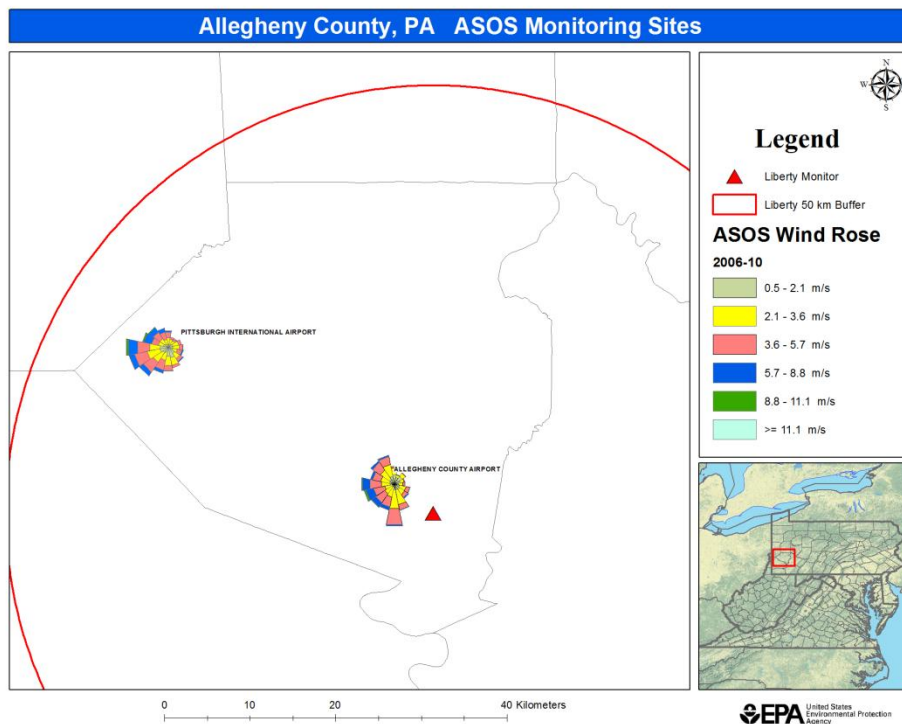 Allegheny County, PA ASOS Monitoring Sites
PITTSBURGH INTERNATIONAL AIRPORT
ALLEGHENY COUNTY AIRPORT
N
W
E
S
Legend
Liberty Monitor
Liberty 50 km Buffer
ASOS Wind Rose
2006-10
0.5 - 2.1 m/s
2.1 - 3.6 m/s
3.6 - 5.7 m/s
5.7 - 8.8 m/s
8.8 - 11.1 m/s
>= 11.1 m/s
0 10 20 40 Kilometers
EPA
United States
Environmental Protection
Agency